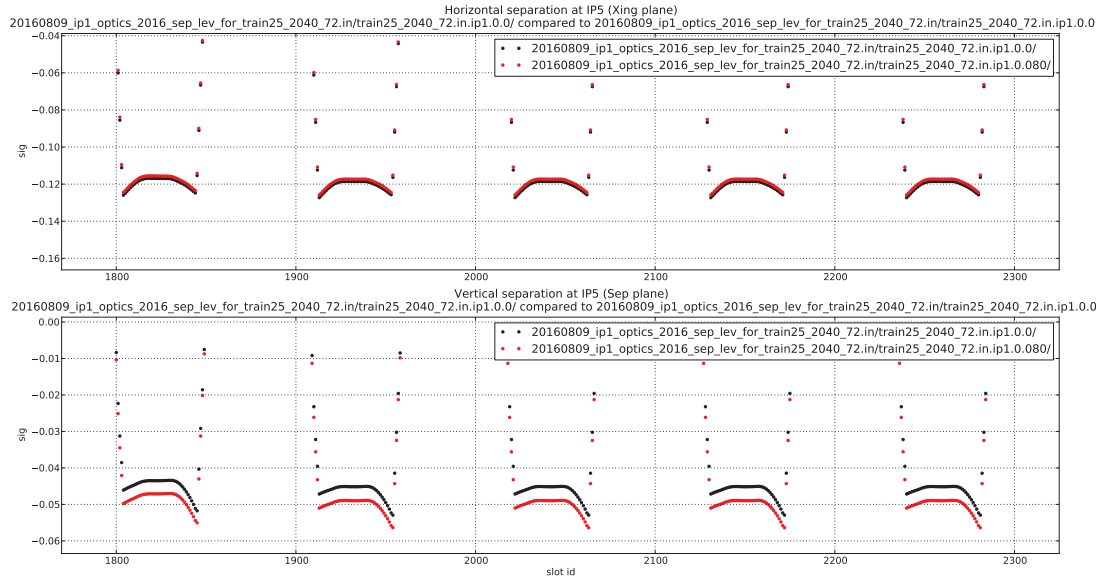 Horizontal separation at IP5 (Xing plane)
20160809_ip1_optics_2016_sep_lev_for_train25_2040_72.in/train25_2040_72.in.ip1.0.0/ compared to 20160809_ip1_optics_2016_sep_lev_for_train25_2040_72.in/train25_2040_72.in.ip1.0.0
−0.04
−0.06
−0.08
−0.10
−0.12
−0.14
−0.16
sig
20160809_ip1_optics_2016_sep_lev_for_train25_2040_72.in/train25_2040_72.in.ip1.0.0/
20160809_ip1_optics_2016_sep_lev_for_train25_2040_72.in/train25_2040_72.in.ip1.0.080/
1800 1900 2000 2100 2200 2300
Vertical separation at IP5 (Sep plane)
20160809_ip1_optics_2016_sep_lev_for_train25_2040_72.in/train25_2040_72.in.ip1.0.0/ compared to 20160809_ip1_optics_2016_sep_lev_for_train25_2040_72.in/train25_2040_72.in.ip1.0.0
0.00
−0.01
−0.02
−0.03
−0.04
−0.05
−0.06
sig
20160809_ip1_optics_2016_sep_lev_for_train25_2040_72.in/train25_2040_72.in.ip1.0.0/
20160809_ip1_optics_2016_sep_lev_for_train25_2040_72.in/train25_2040_72.in.ip1.0.080/
1800 1900 2000 2100 2200 2300
slot id